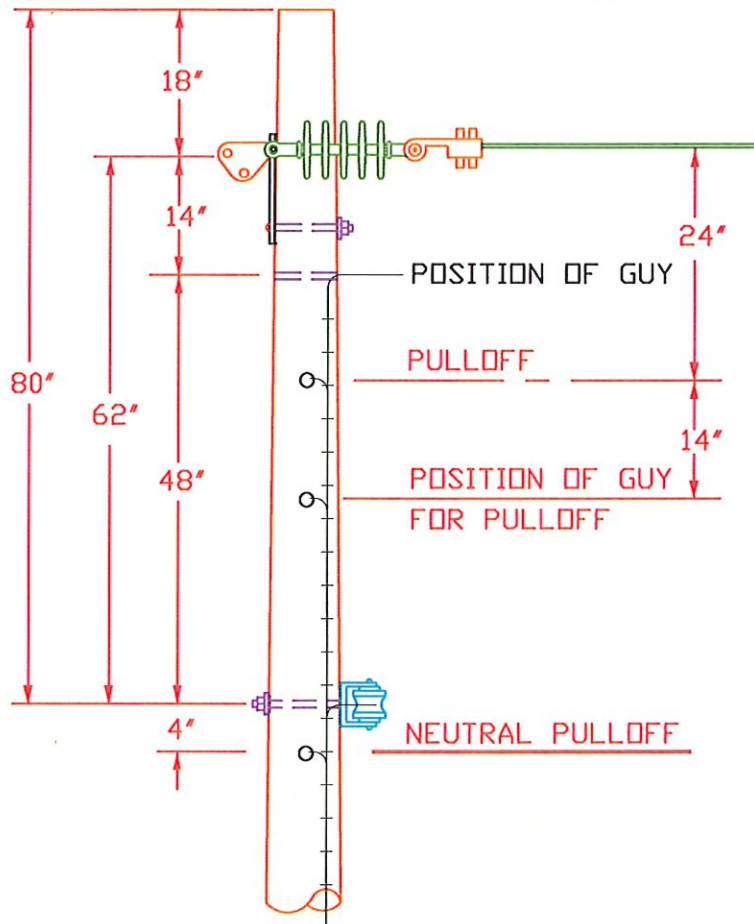 18"
14"
24"
POSITION OF GUY
PULLOFF
80"
62"
14"
48"
POSITION OF GUY
FOR PULLOFF
4"
NEUTRAL PULLOFF